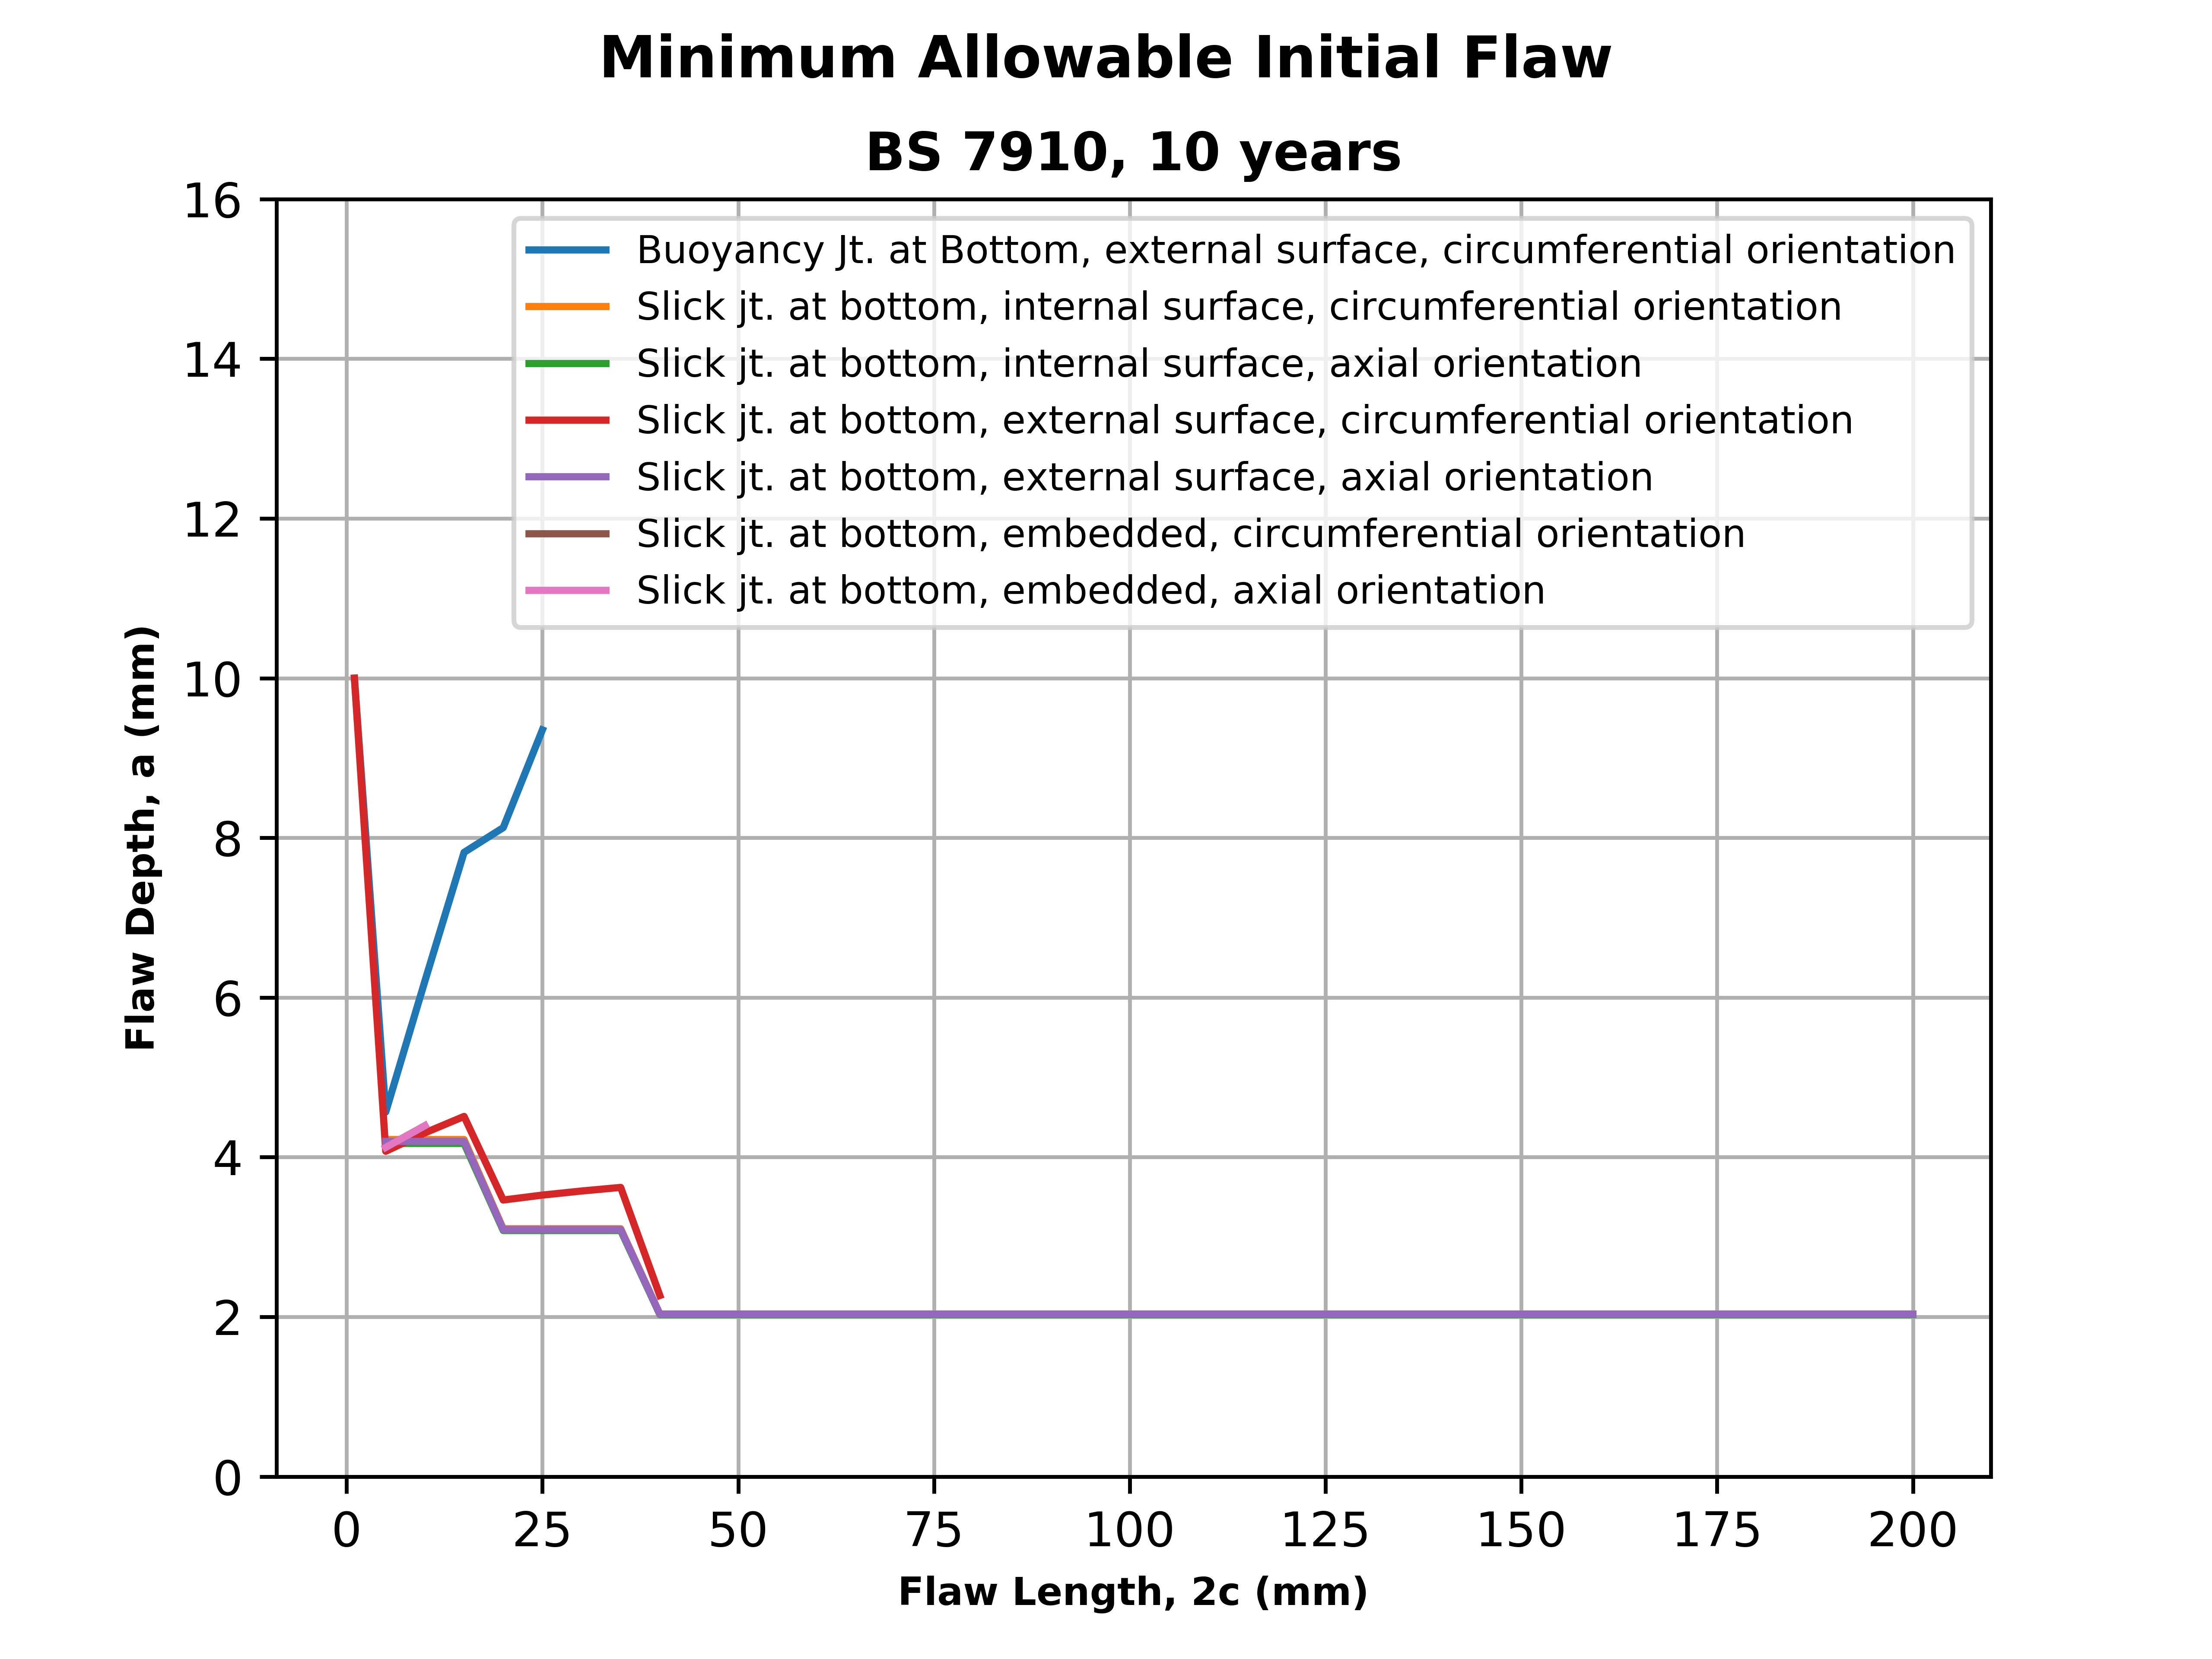 Minimum Allowable Initial Flaw
BS 7910, 10 years
Buoyancy Jt. at Bottom, external surface, circumferential orientation
Slick jt. at bottom, internal surface, circumferential orientation
Slick jt. at bottom, internal surface, axial orientation
Slick jt. at bottom, external surface, circumferential orientation
Slick jt. at bottom, external surface, axial orientation
Slick jt. at bottom, embedded, circumferential orientation
Slick jt. at bottom, embedded, axial orientation
Flaw Depth, a (mm)
16
14
12
10
8
6
4
2
0
0 25 50 75 100 125 150 175 200
Flaw Length, 2c (mm)